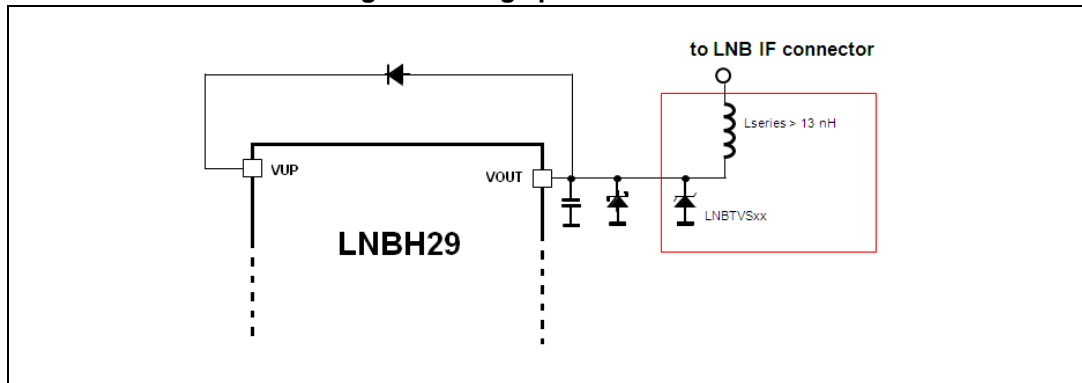 to LNB IF connector
Lseries > 13 nH
VUP
VOUT
LNBTVSxx
LNBH29